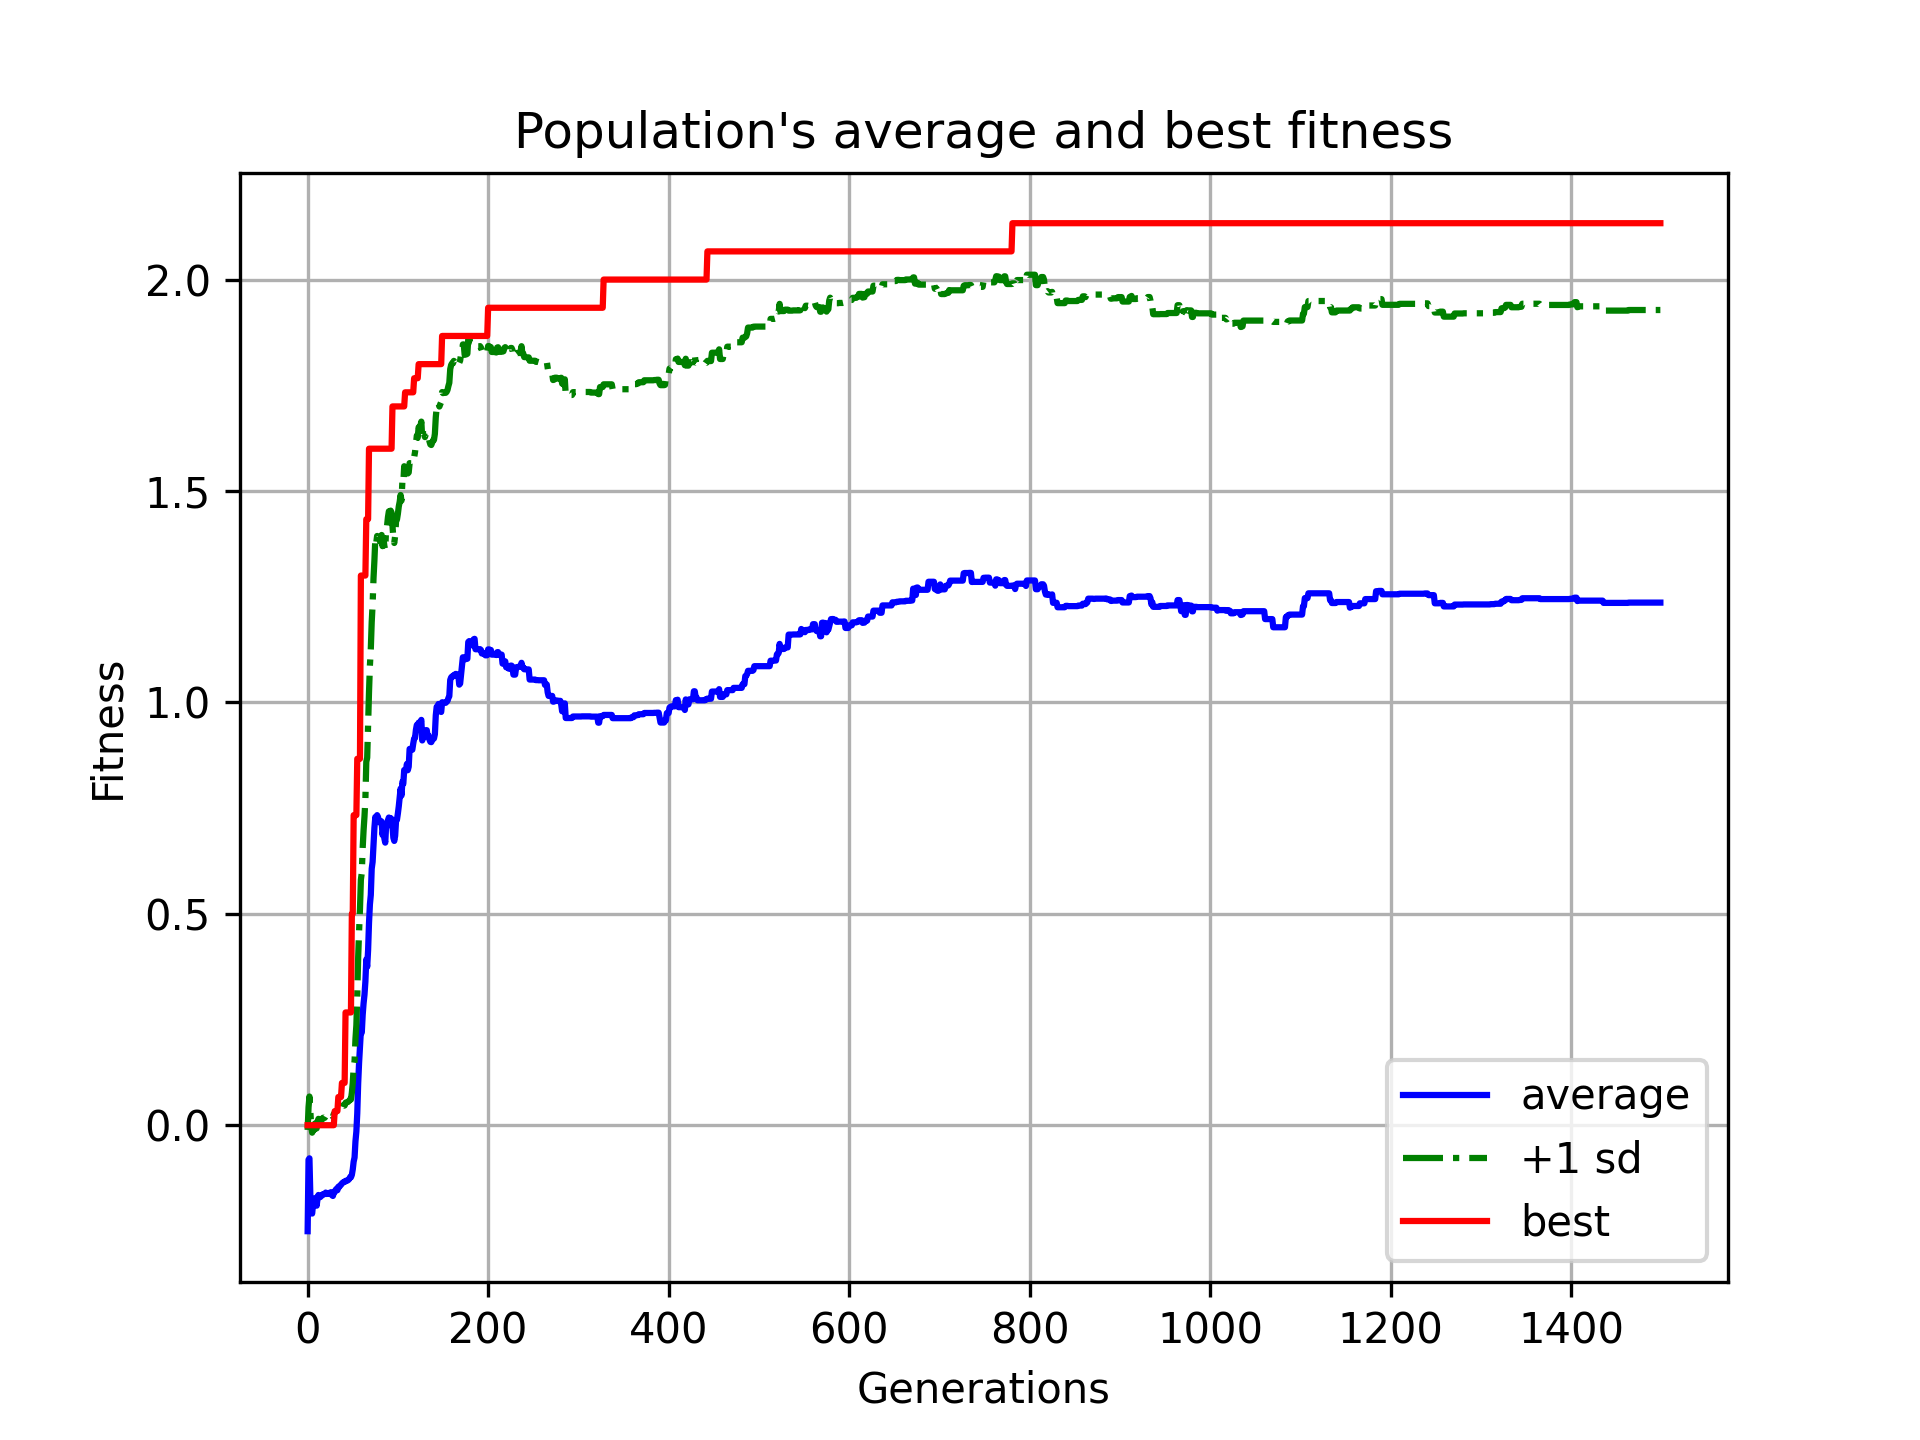 Population's average and best fitness
Fitness
2.0
1.5
1.0
0.5
0.0
0 200 400 600 800 1000 1200 1400
Generations
average
+1 sd
best